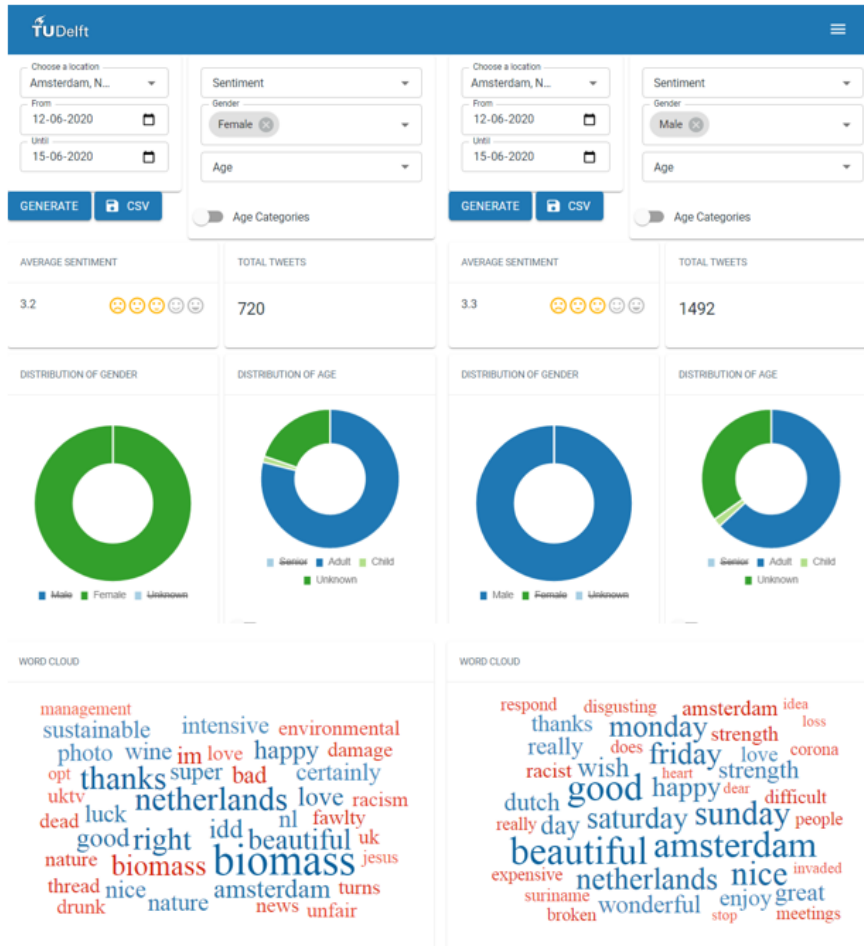 TUDelft
Choose a location
Amsterdam, N...
From
12-06-2020
Until
15-06-2020
GENERATE
CSV
Sentiment
Gender
Female
Age
Age Categories
AVERAGE SENTIMENT
3.2
TOTAL TWEETS
720
DISTRIBUTION OF GENDER
Male Female Unknown
DISTRIBUTION OF AGE
Senior Adult Child
Unknown
Choose a location
Amsterdam, N...
From
12-06-2020
Until
15-06-2020
GENERATE
CSV
Sentiment
Gender
Male
Age
Age Categories
AVERAGE SENTIMENT
3.3
TOTAL TWEETS
1492
DISTRIBUTION OF GENDER
Male Female Unknown
DISTRIBUTION OF AGE
Senior Adult Child
Unknown
WORD CLOUD
management
sustainable intensive environmental
photo wine im love happy damage
opt thanks super bad certainly
uktv netherlands love racism
dead luck nl fawlty
good right idd beautiful uk
nature biomass biomass jesus
thread nice amsterdam turns
drunk nature news unfair
WORD CLOUD
respond disgusting amsterdam idea
thanks monday strength loss
really does friday love corona
racist wish heart strength
dutch good happy dear difficult
really day saturday sunday people
beautiful amsterdam
expensive netherlands nice invaded
suriname wonderful enjoy great
broken stop meetings